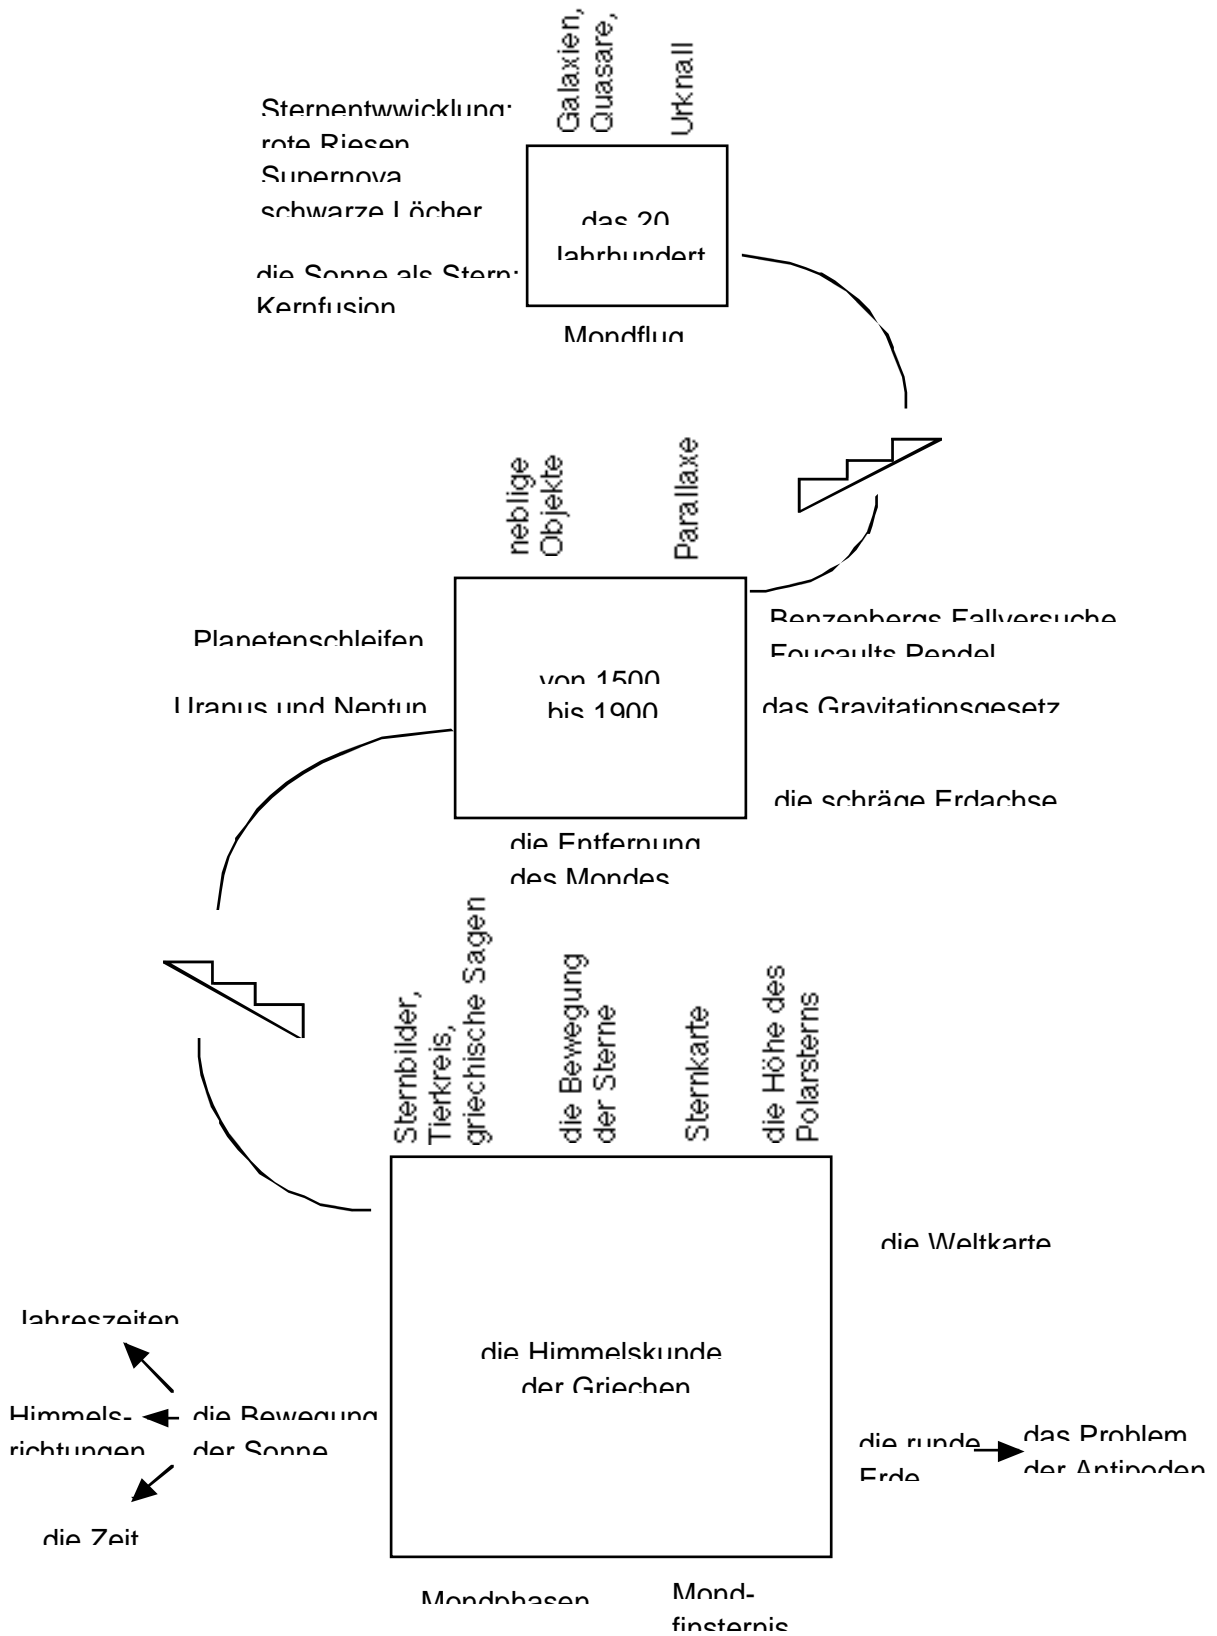 Galaxien,
Quasare,
Urknall
Sternentwwicklung:
rote Riesen
Supernova
schwarze Löcher
die Sonne als Stern:
Kernfusion
das 20
Jahrhundert
Mondflug
neblige
Objekte
Parallaxe
Planetenschleifen
Uranus und Neptun
von 1500
bis 1900
Benzenbergs Fallversuche
Foucaults Pendel
das Gravitationsgesetz
die schräge Erdachse
die Entfernung
des Mondes
Sternbilder,
Tierkreis,
griechische Sagen
die Bewegung
der Sterne
Sternkarte
die Höhe des
Polarsterns
die Weltkarte
Jahreszeiten
die Himmelskunde
der Griechen
Himmels-
richtungen
die Bewegung
der Sonne
die Zeit
die runde
Erde
das Problem
der Antipoden
Mondphasen
Mond-
finsternis